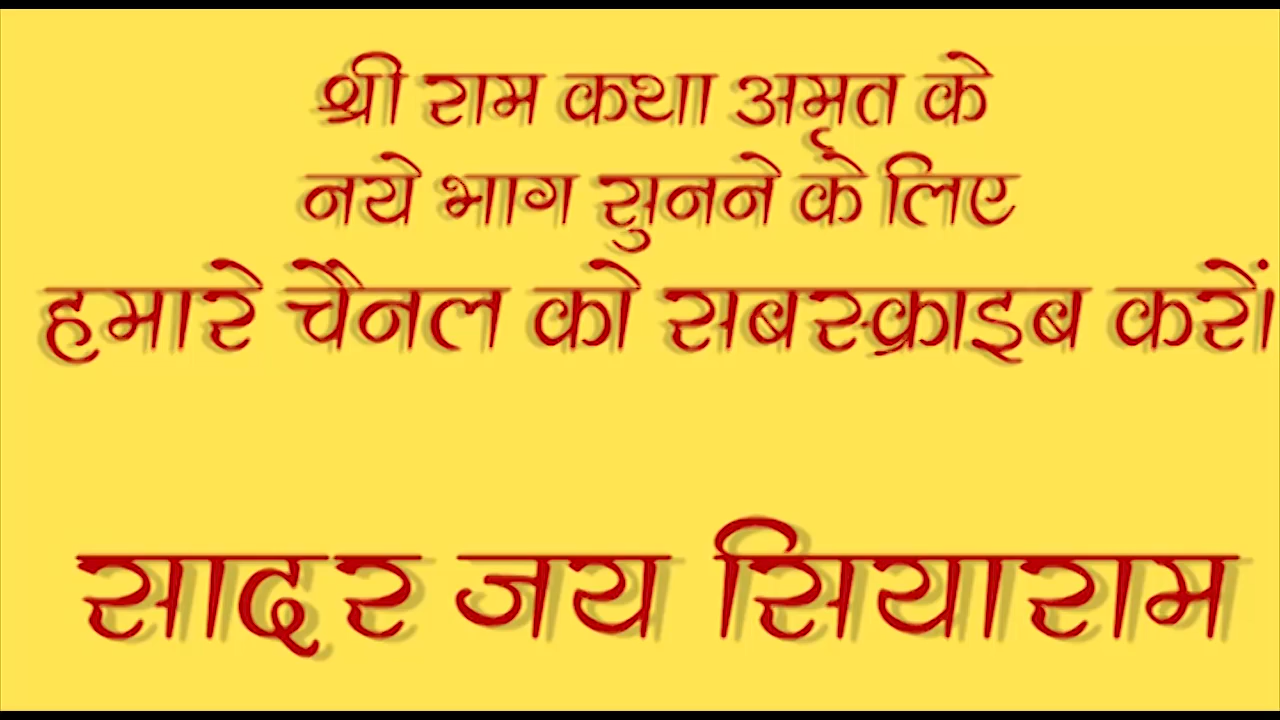 श्री राम कथा अमृत के
नये भाग सुनने के लिए
हमारे चैनल को सबस्क्राइब करें।
सादर जय सियाराम